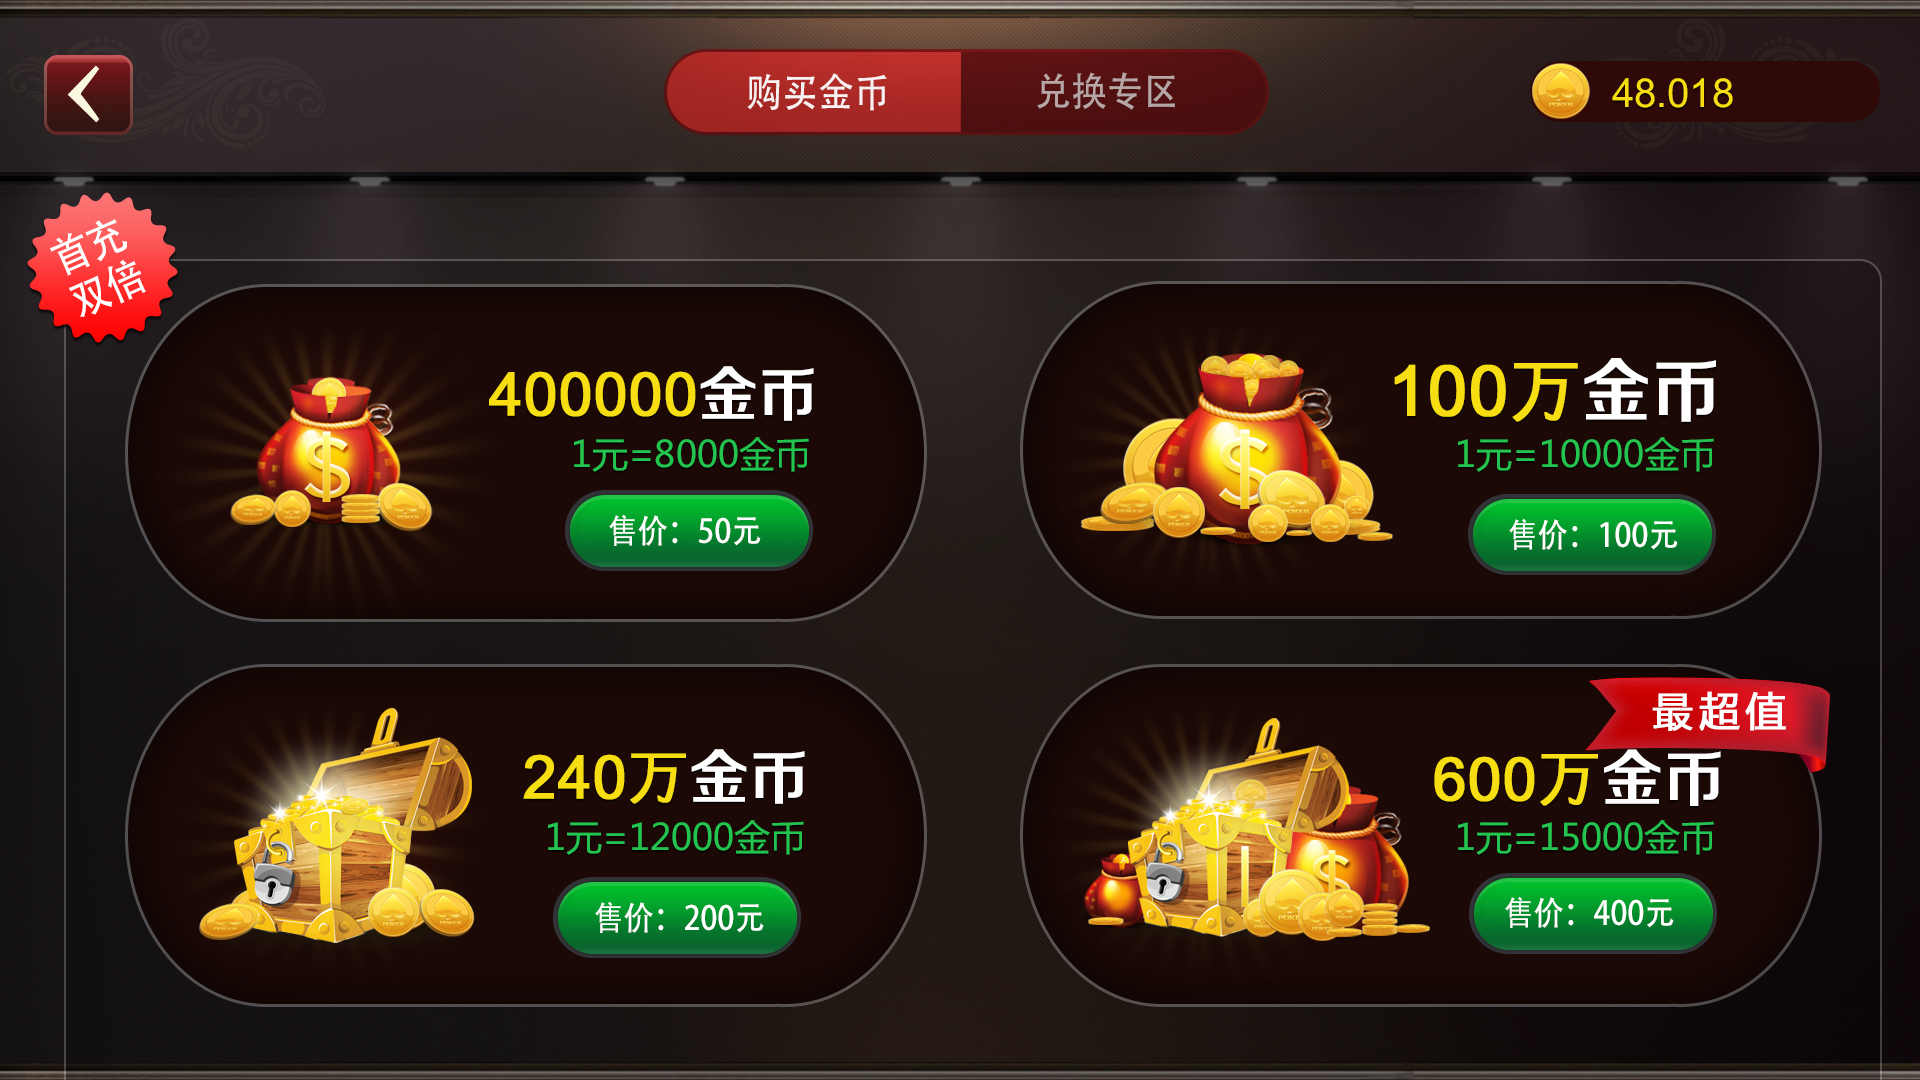 购买金币
兑换专区
48.018
首充
双倍
400000金币
1元=8000金币
售价：50元
100万金币
1元=10000金币
售价：100元
240万金币
1元=12000金币
售价：200元
最超值
600万金币
1元=15000金币
售价：400元